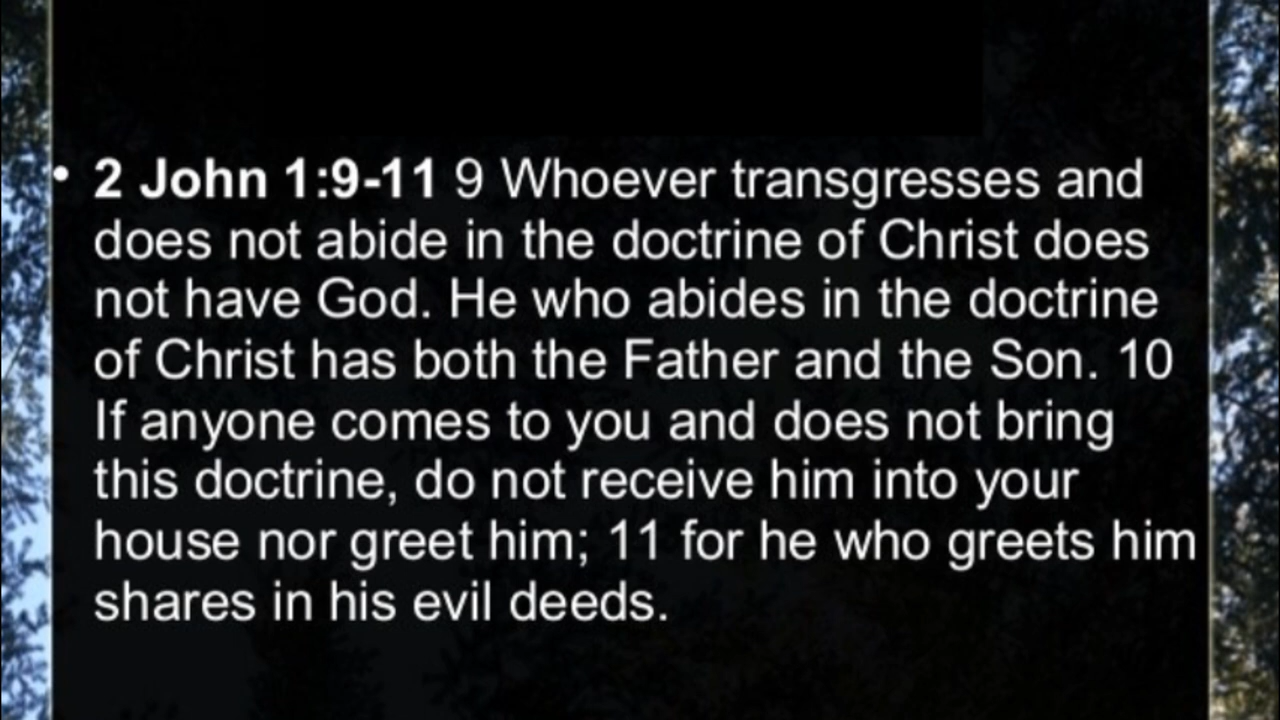 • 2 John 1:9-11 9 Whoever transgresses and
does not abide in the doctrine of Christ does
not have God. He who abides in the doctrine
of Christ has both the Father and the Son. 10
If anyone comes to you and does not bring
this doctrine, do not receive him into your
house nor greet him; 11 for he who greets him
shares in his evil deeds.